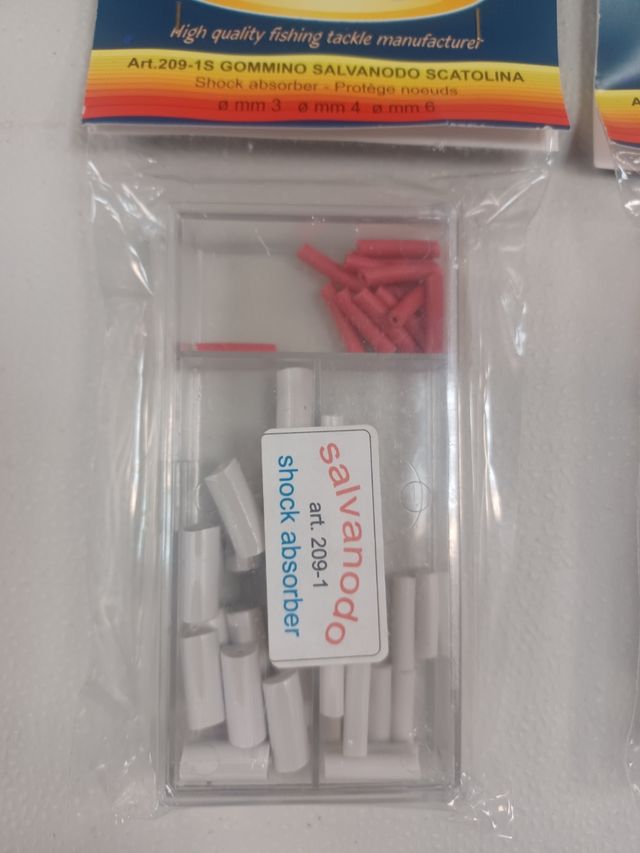 High quality fishing tackle manufacturer
Art.209-1S GOMMINO SALVANODO SCATOLINA
Shock absorber - Protège noeuds
ø mm 3 ø mm 4 ø mm 6
salvanodo
art. 209-1
shock absorber